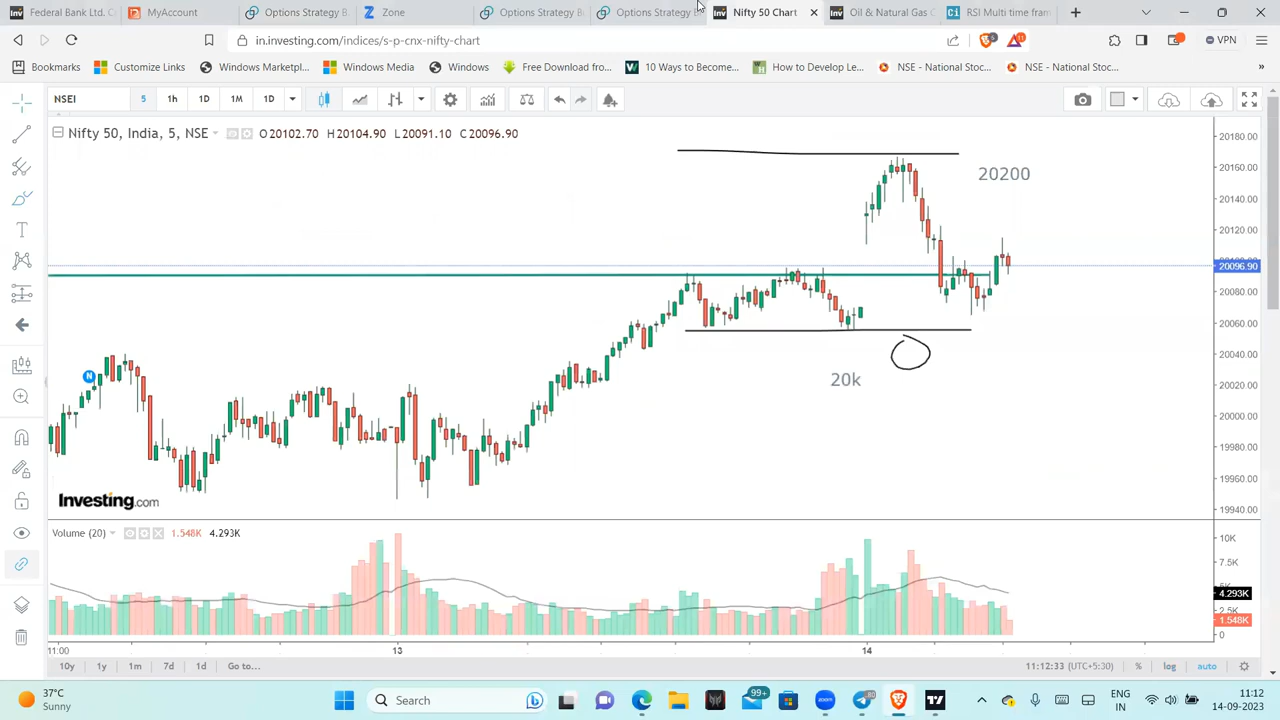 Federal Bank Ltd. C
MyAccount
Options Strategy B
Zone
Options Strategy B
Options Strategy B
Nifty 50 Chart
Oil & Natural Gas C
RSI Multi time fram
in.investing.com/indices/s-p-cnx-nifty-chart
VPN
Bookmarks
Customize Links
Windows Marketpl...
Windows Media
Windows
Free Download fro...
10 Ways to Become...
How to Develop Le...
NSE - National Stoc...
NSE - National Stoc...
NSEI 5 1h 1D 1M 1D
Nifty 50, India, 5, NSE O20102.70 H20104.90 L20091.10 C20096.90
20180.00
20160.00
20200
20140.00
20120.00
20096.90
20080.00
20060.00
20040.00
20k
20020.00
20000.00
19980.00
19960.00
19940.00
Investing.com
Volume (20) 1.548K 4.293K
10K
7.5K
4.293K
2.5K
1.548K
0
11:00 13 14
10y 1y 1m 7d 1d Go to... 11:12:33 (UTC+5:30) % log auto
37°C
Sunny
Search
99+
ENG
IN
11:12
14-09-2023